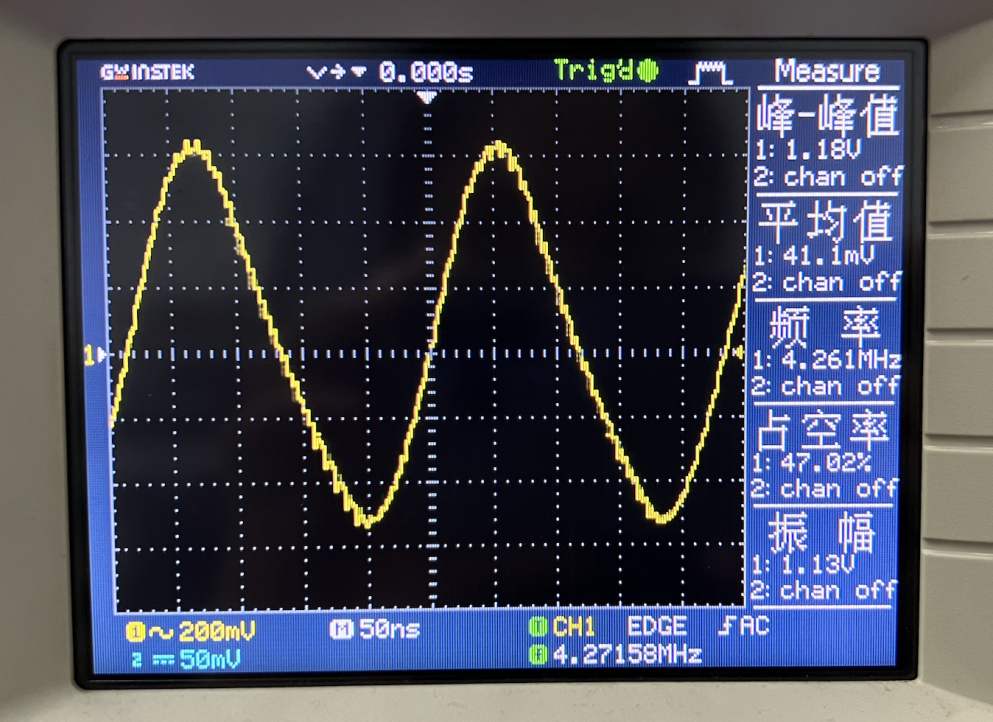 GW INSTEK 0.000s Trig'd Measure
峰-峰值
1: 1.18V
2: chan off
平均值
1: 41.1mV
2: chan off
频 率
1: 4.261MHz
2: chan off
占空率
1: 47.02%
2: chan off
振 幅
1: 1.13V
2: chan off
1
1 200mV M 50ns T CH1 EDGE AC
2 50mV f 4.27158MHz